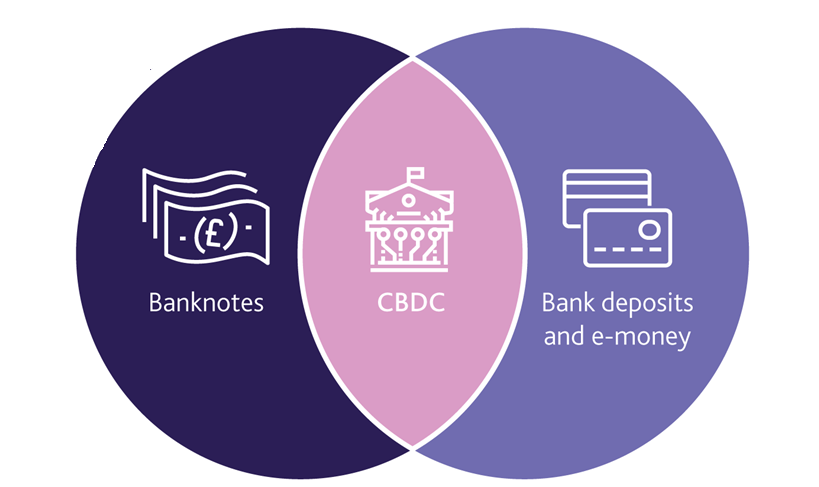 (£)
Banknotes
CBDC
Bank deposits
and e-money